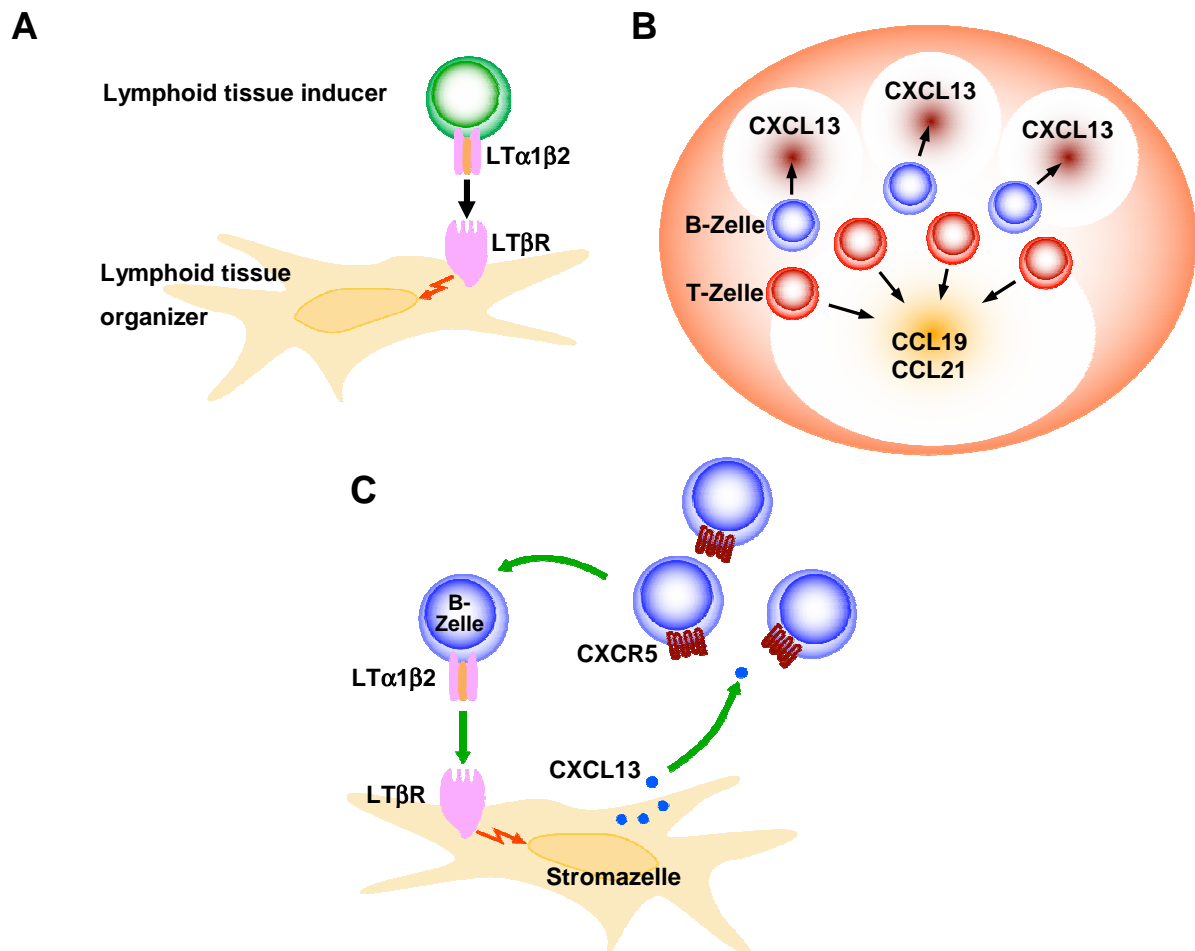 A
Lymphoid tissue inducer
LTα1β2
LTβR
Lymphoid tissue
organizer
B
CXCL13
CXCL13
CXCL13
B-Zelle
T-Zelle
CCL19
CCL21
C
B-
Zelle
LTα1β2
CXCR5
CXCL13
LTβR
Stromazelle